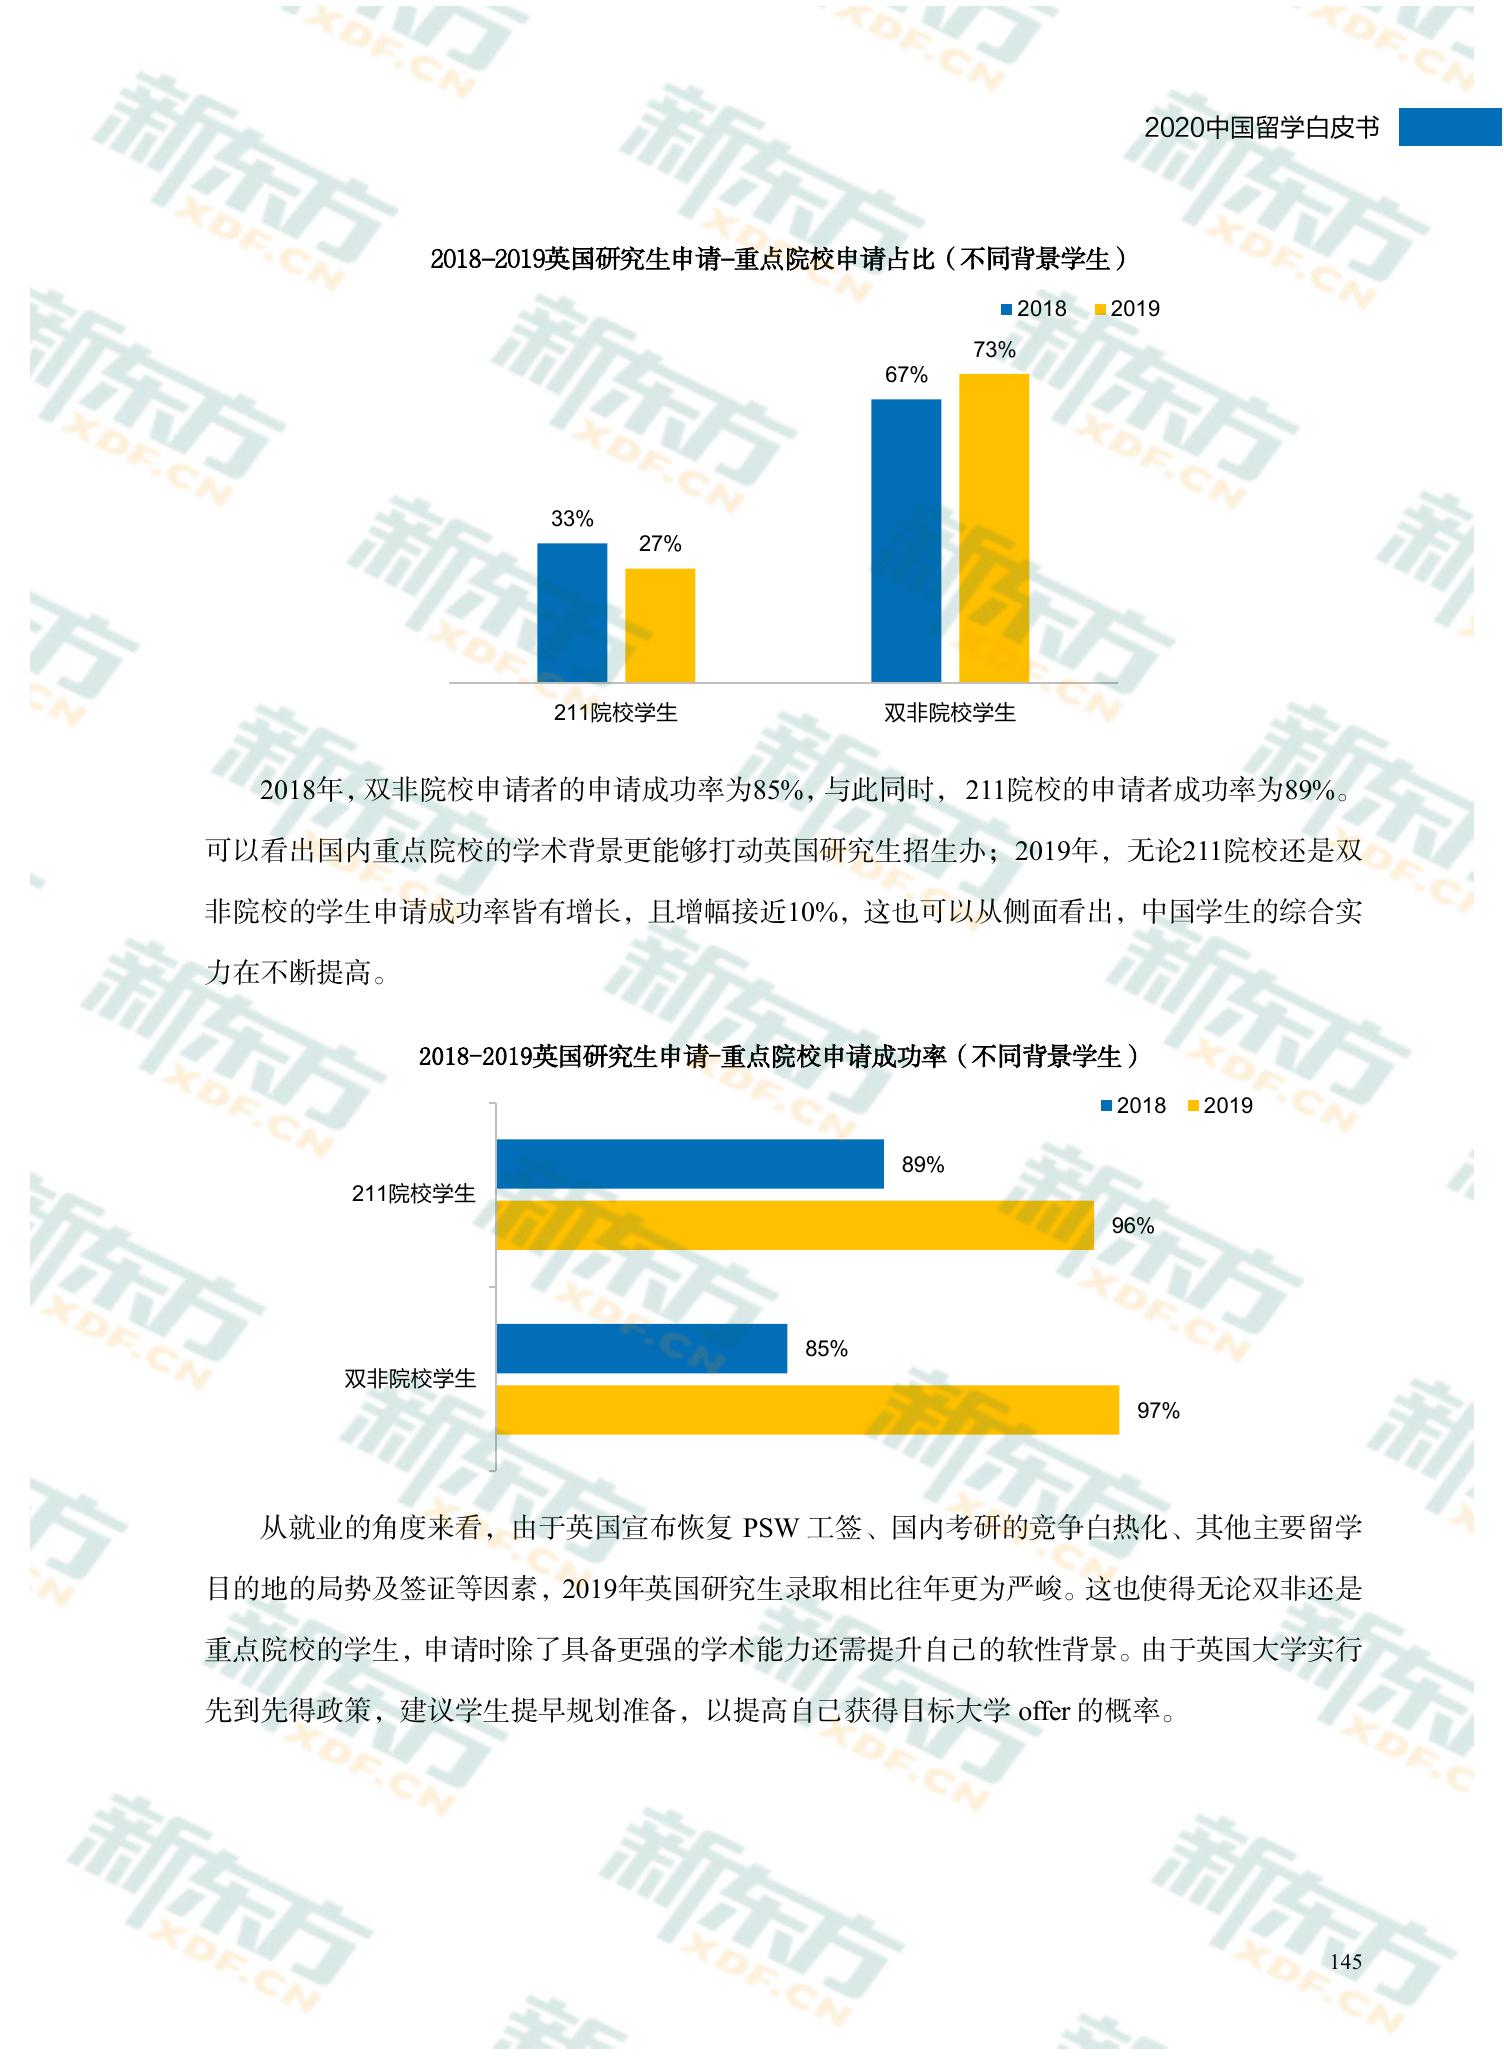 2020中国留学白皮书
2018-2019英国研究生申请-重点院校申请占比（不同背景学生）
2018 2019
73%
67%
33%
27%
211院校学生 双非院校学生
2018年，双非院校申请者的申请成功率为85%，与此同时，211院校的申请者成功率为89%。
可以看出国内重点院校的学术背景更能够打动英国研究生招生办；2019年，无论211院校还是双
非院校的学生申请成功率皆有增长，且增幅接近10%，这也可以从侧面看出，中国学生的综合实
力在不断提高。
2018-2019英国研究生申请-重点院校申请成功率（不同背景学生）
2018 2019
89%
211院校学生
96%
85%
双非院校学生
97%
从就业的角度来看，由于英国宣布恢复 PSW 工签、国内考研的竞争白热化、其他主要留学
目的地的局势及签证等因素，2019年英国研究生录取相比往年更为严峻。这也使得无论双非还是
重点院校的学生，申请时除了具备更强的学术能力还需提升自己的软性背景。由于英国大学实行
先到先得政策，建议学生提早规划准备，以提高自己获得目标大学 offer 的概率。
145
新东方
XDF.CN